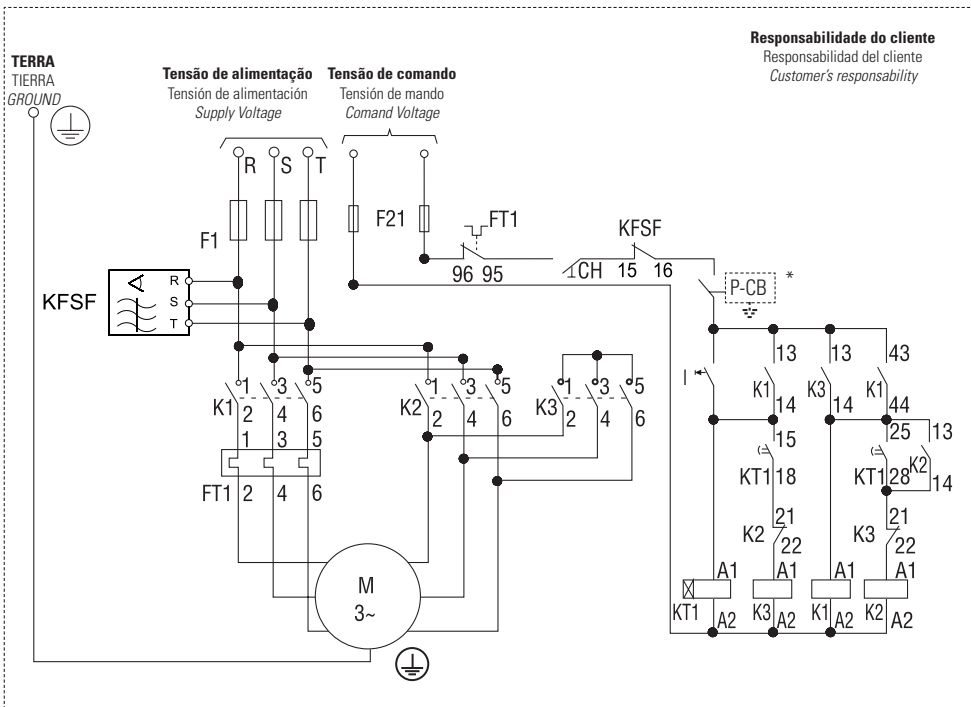 Responsabilidade do cliente
Responsabilidad del cliente
Customer's responsability
TERRA
TIERRA
GROUND
Tensão de alimentação
Tensión de alimentación
Supply Voltage
Tensão de comando
Tensión de mando
Comand Voltage
R S T
F1
F21
FT1
96 95
CH
KFSF
15 16
P-CB *
KFSF
R
S
T
K1
1 3 5
2 4 6
K2
1 3 5
2 4 6
K3
1 3 5
2 4 6
1 3 5
FT1 2 4 6
M
3~
I
13 13 43
K1 K3 K1
14 14 44
15 25 13
KT1 18 KT1 28 K2
14
21 21
K2 K3
22 22
A1 A1 A1 A1
KT1 K3 K1 K2
A2 A2 A2 A2